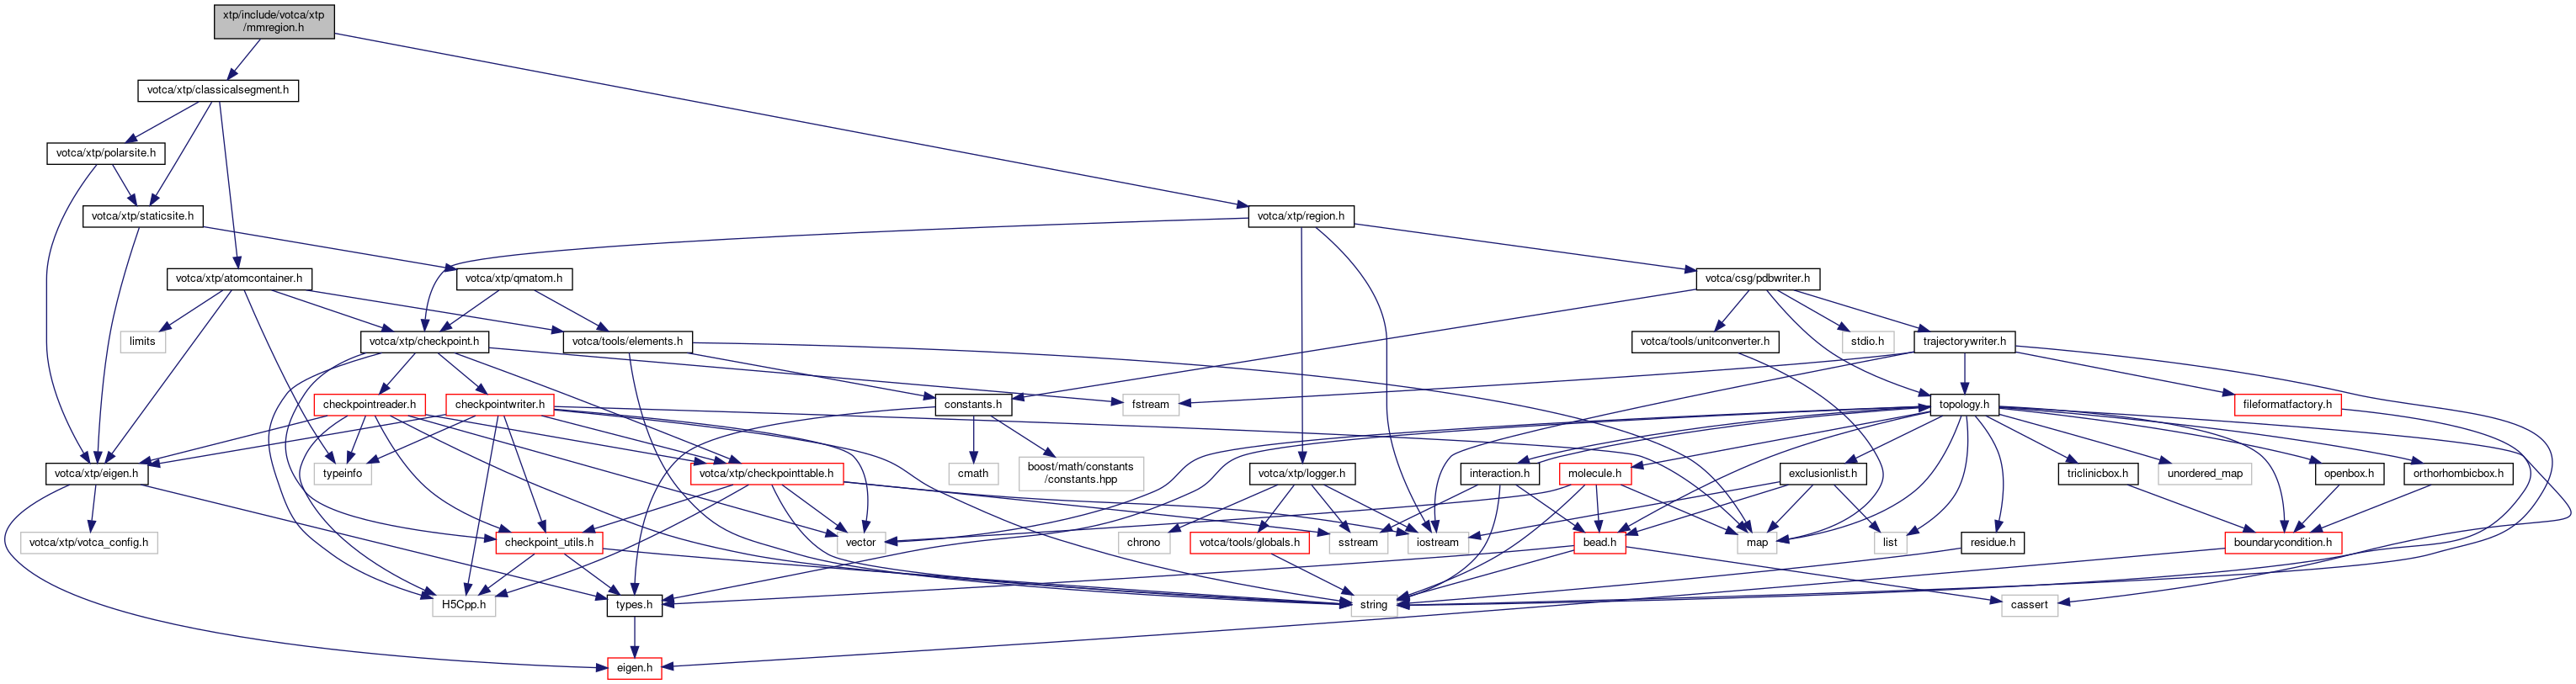 xtp/include/votca/xtp
/mmregion.h
votca/xtp/classicalsegment.h
votca/xtp/polarsite.h
votca/xtp/staticsite.h
votca/xtp/region.h
votca/xtp/atomcontainer.h
votca/xtp/qmatom.h
votca/csg/pdbwriter.h
limits
votca/xtp/checkpoint.h
votca/tools/elements.h
votca/tools/unitconverter.h
stdio.h
trajectorywriter.h
checkpointreader.h
checkpointwriter.h
constants.h
fstream
topology.h
fileformatfactory.h
votca/xtp/eigen.h
typeinfo
votca/xtp/checkpointtable.h
cmath
boost/math/constants
/constants.hpp
votca/xtp/logger.h
interaction.h
molecule.h
exclusionlist.h
triclinicbox.h
unordered_map
openbox.h
orthorhombicbox.h
votca/xtp/votca_config.h
checkpoint_utils.h
vector
chrono
votca/tools/globals.h
sstream
iostream
bead.h
map
list
residue.h
boundarycondition.h
H5Cpp.h
types.h
string
cassert
eigen.h